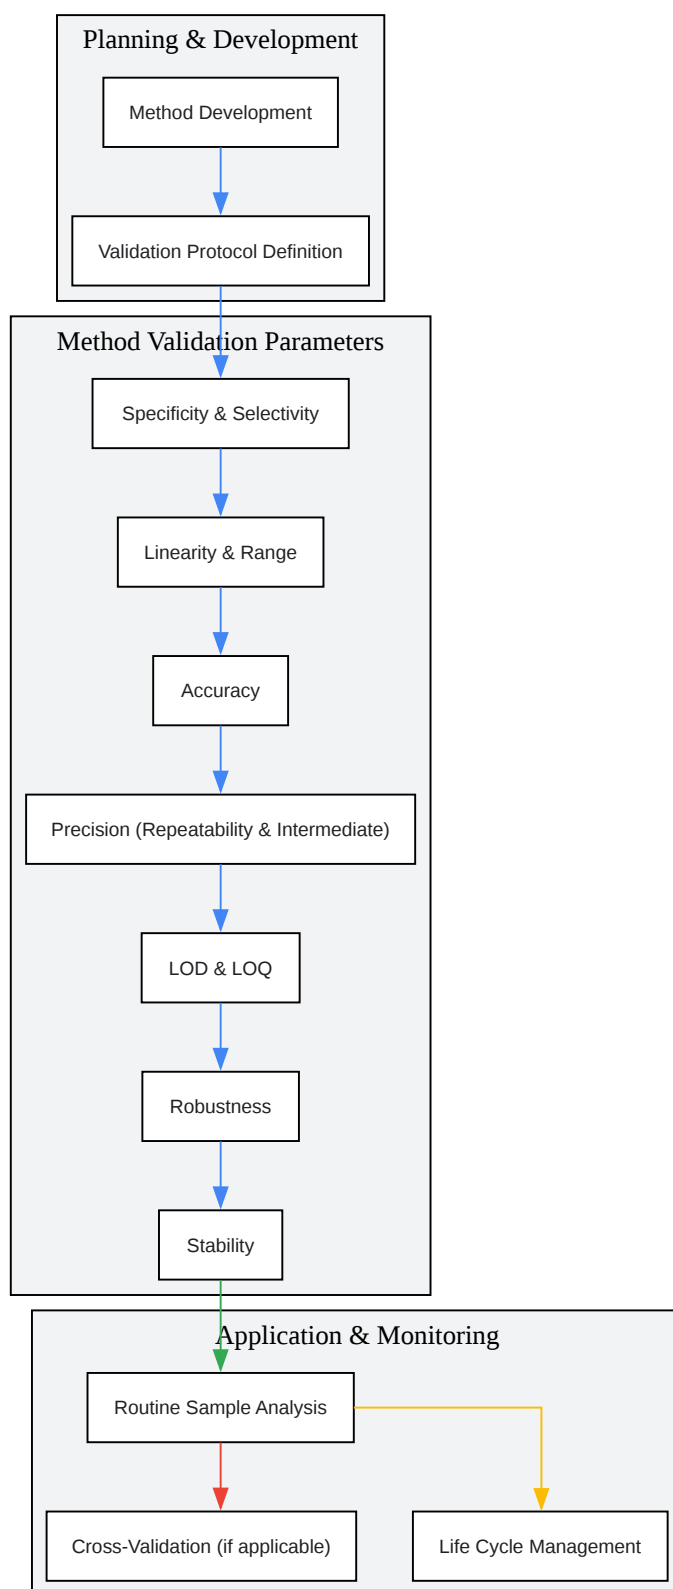 Planning & Development
Method Development
Validation Protocol Definition
Method Validation Parameters
Specificity & Selectivity
Linearity & Range
Accuracy
Precision (Repeatability & Intermediate)
LOD & LOQ
Robustness
Stability
Application & Monitoring
Routine Sample Analysis
Cross-Validation (if applicable)
Life Cycle Management